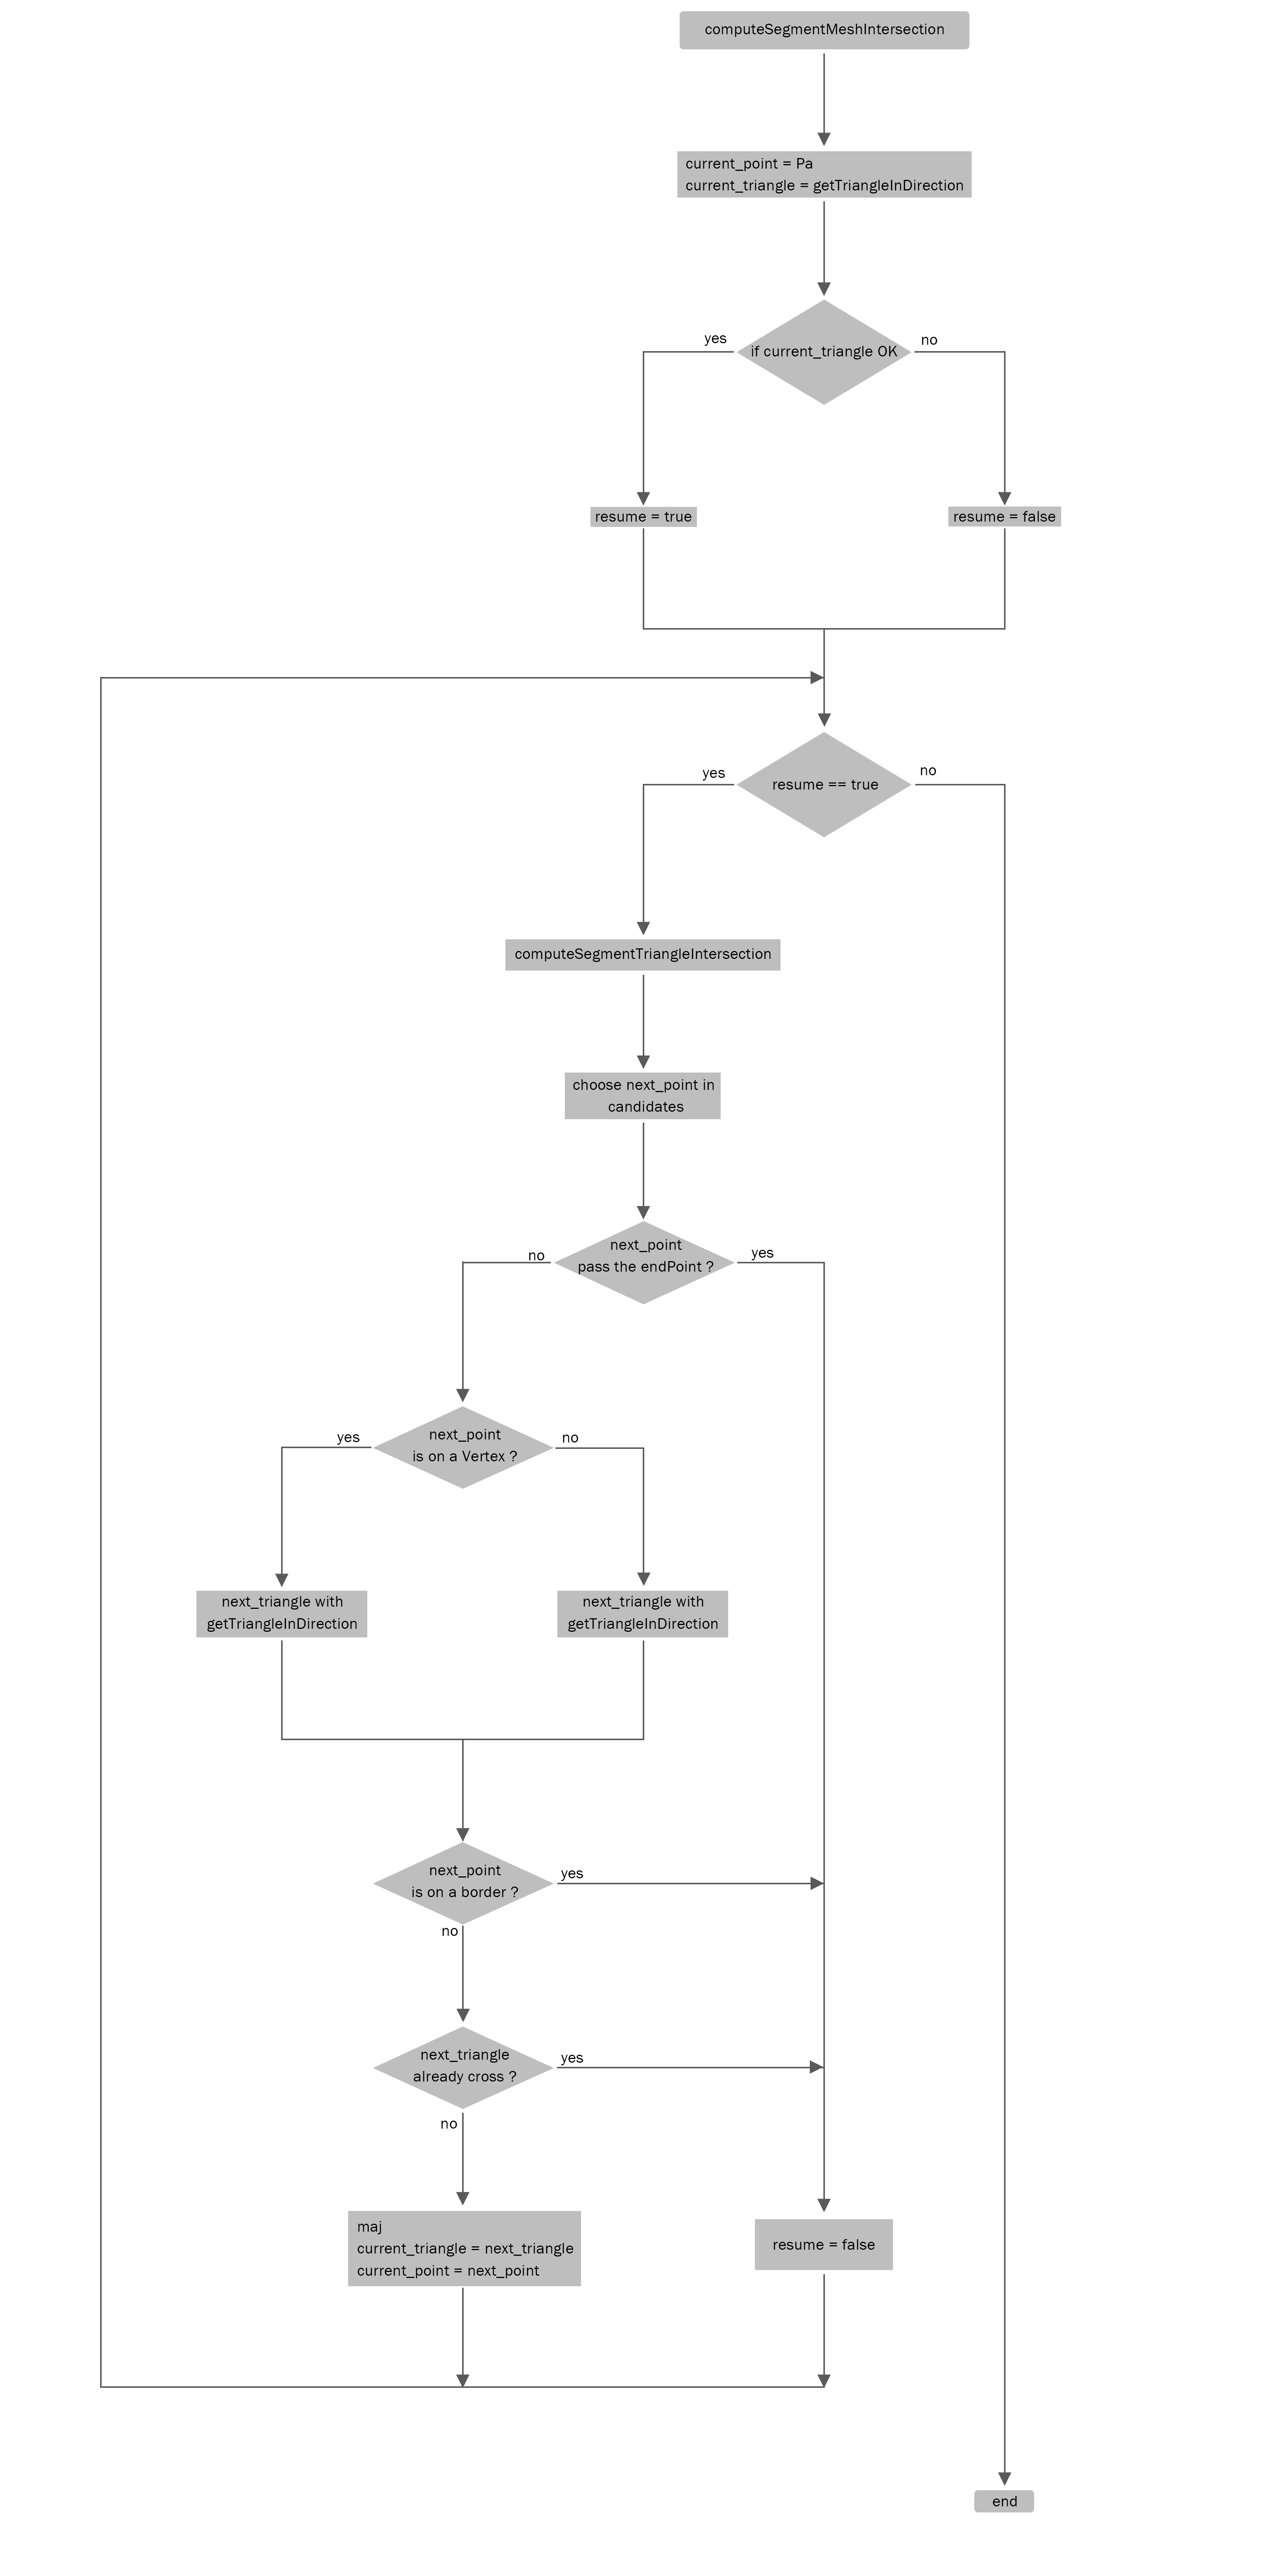 computeSegmentMeshIntersection
current_point = Pa
current_triangle = getTriangleInDirection
yes
if current_triangle OK
no
resume = true
resume = false
yes
resume == true
no
computeSegmentTriangleIntersection
choose next_point in
candidates
no
next_point
pass the endPoint ?
yes
yes
next_point
is on a Vertex ?
no
next_triangle with
getTriangleInDirection
next_triangle with
getTriangleInDirection
next_point
is on a border ?
yes
no
next_triangle
already cross ?
yes
no
maj
current_triangle = next_triangle
current_point = next_point
resume = false
end